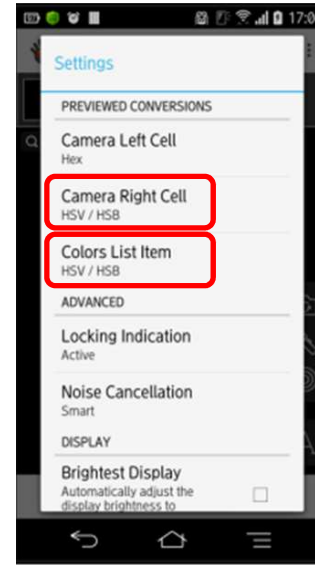 17:0
Settings
PREVIEWED CONVERSIONS
Camera Left Cell
Hex
Camera Right Cell
HSV / HSB
Colors List Item
HSV / HSB
ADVANCED
Locking Indication
Active
Noise Cancellation
Smart
DISPLAY
Brightest Display
Automatically adjust the
display brightness to